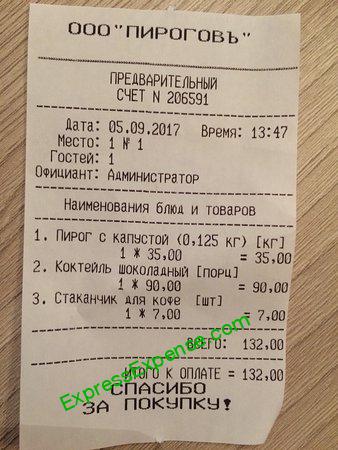 ООО "ПИРОГОВЪ"
ПРЕДВАРИТЕЛЬНЫЙ
СЧЕТ N 206591
Дата: 05.09.2017 Время: 13:47
Место: 1 № 1
Гостей: 1
Официант: Администратор
Наименования блюд и товаров
1. Пирог с капустой (0,125 кг) [кг]
1 * 35,00 = 35,00
2. Коктейль шоколадный [порц]
1 * 90,00 = 90,00
3. Стаканчик для кофе [шт]
1 * 7,00 = 7,00
ВСЕГО: 132,00
ИТОГО К ОПЛАТЕ = 132,00
СПАСИБО
ЗА ПОКУПКУ!
ExpressExpense.com